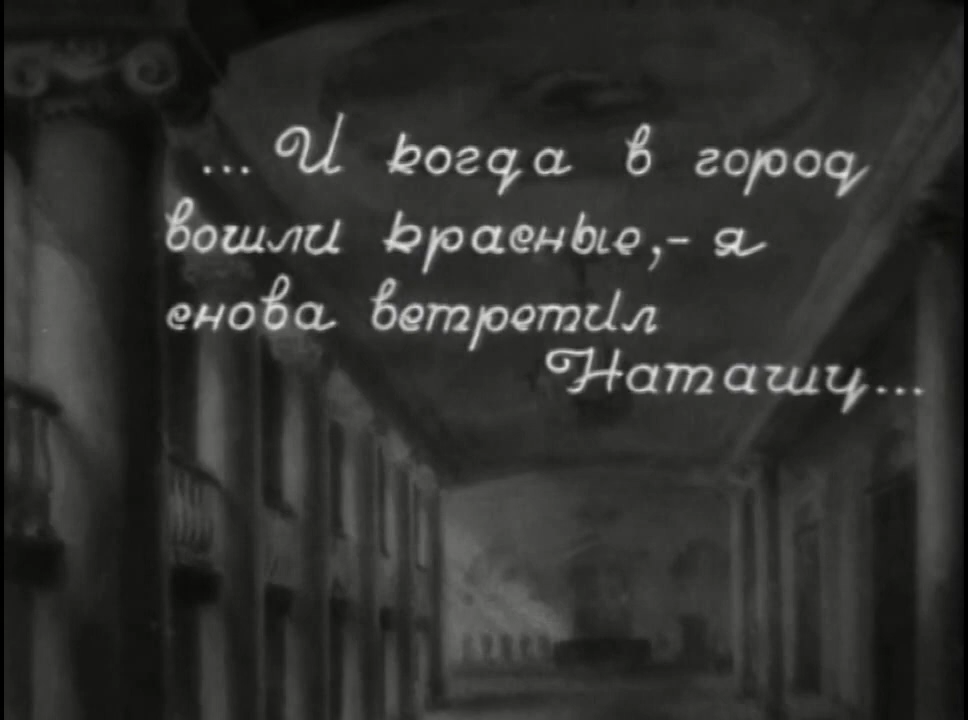 ...И когда в город
вошли красные,- я
снова встретил
Наташу...